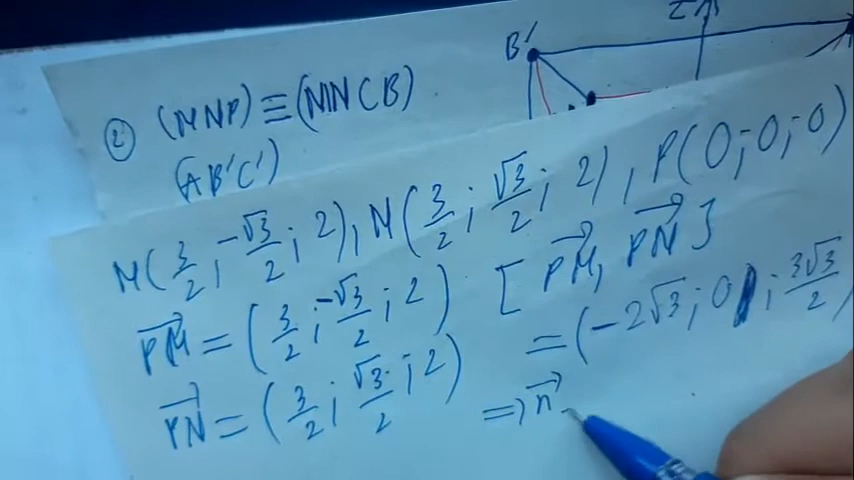 B' z
② (MNP) ≡ (MNCB)
(AB'C')
M(3/2; -√3/2; 2), N(3/2; √3/2; 2), P(0; 0; 0)
PM→ = (3/2; -√3/2; 2) [PM→, PN→]
PN→ = (3/2; √3/2; 2) = (-2√3; 0; 3√3/2)
=> n→